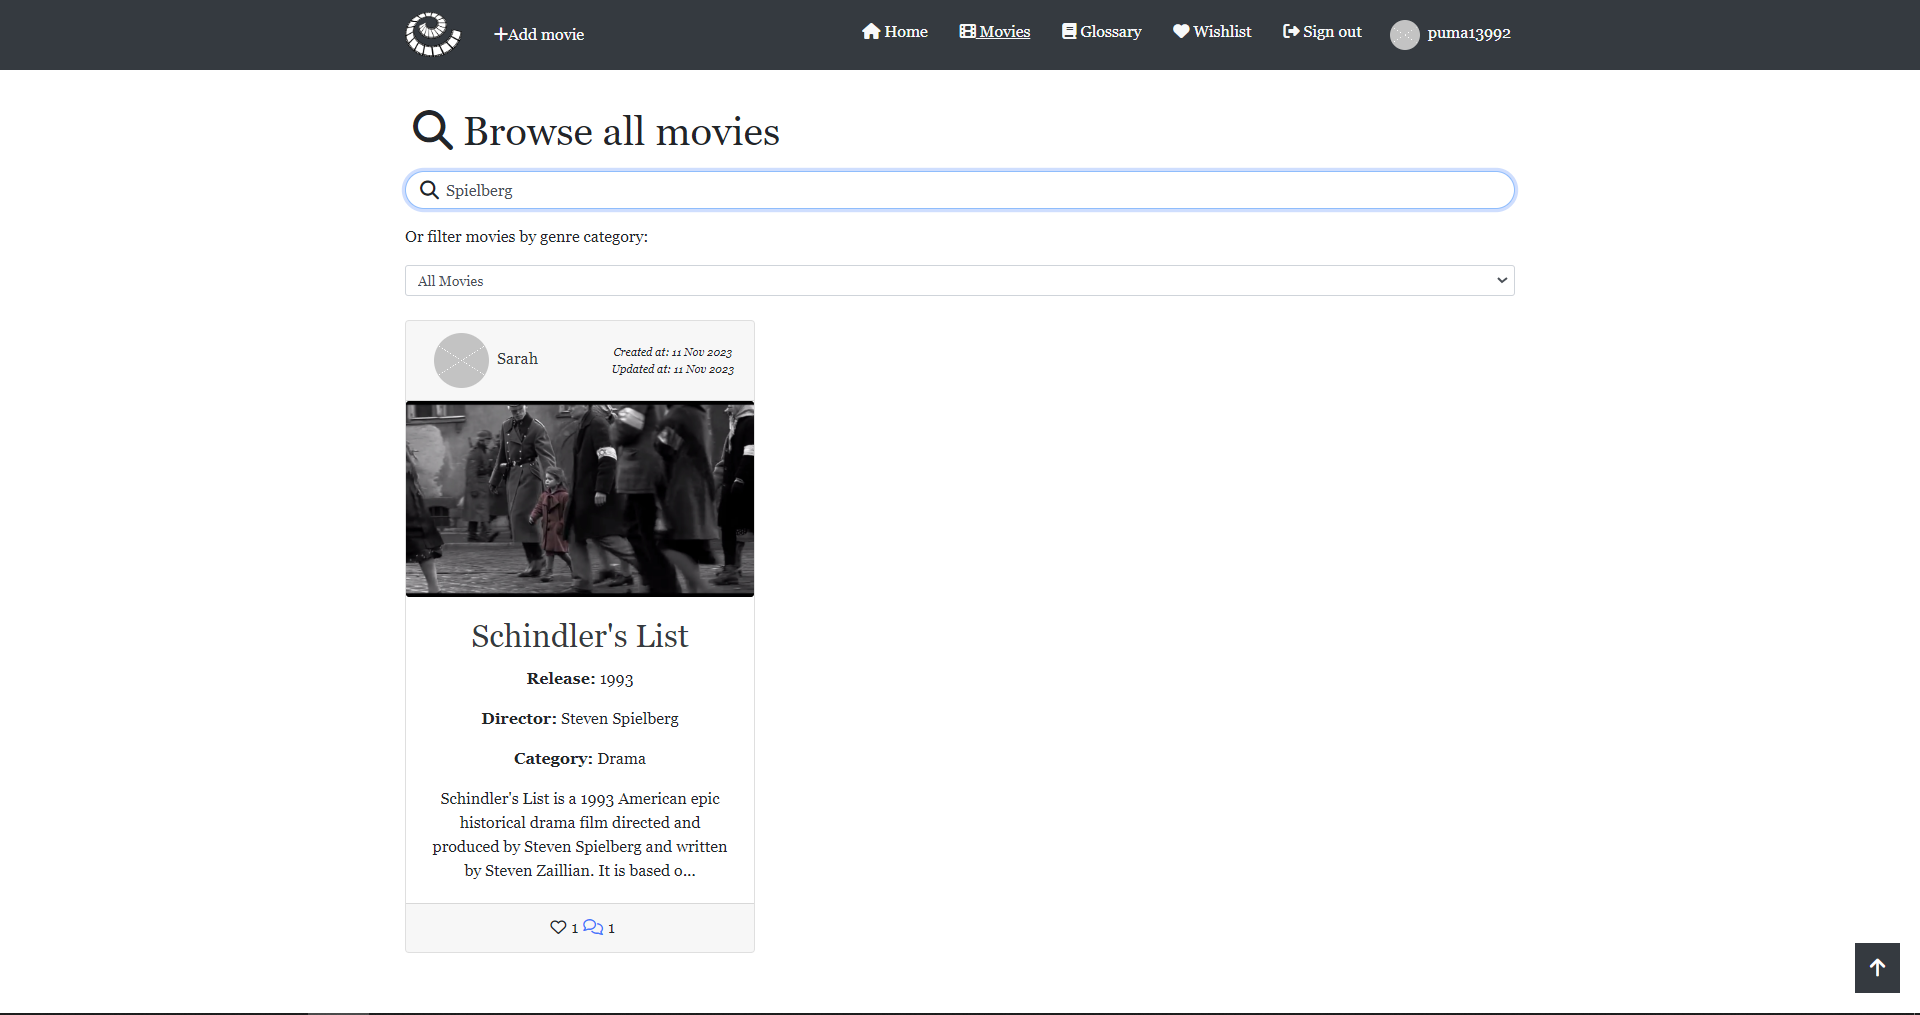 Add movie
Home
Movies
Glossary
Wishlist
Sign out
puma13992
Browse all movies
Spielberg
Or filter movies by genre category:
All Movies
Sarah
Created at: 11 Nov 2023
Updated at: 11 Nov 2023
Schindler's List
Release: 1993
Director: Steven Spielberg
Category: Drama
Schindler's List is a 1993 American epic
historical drama film directed and
produced by Steven Spielberg and written
by Steven Zaillian. It is based o...
1 1